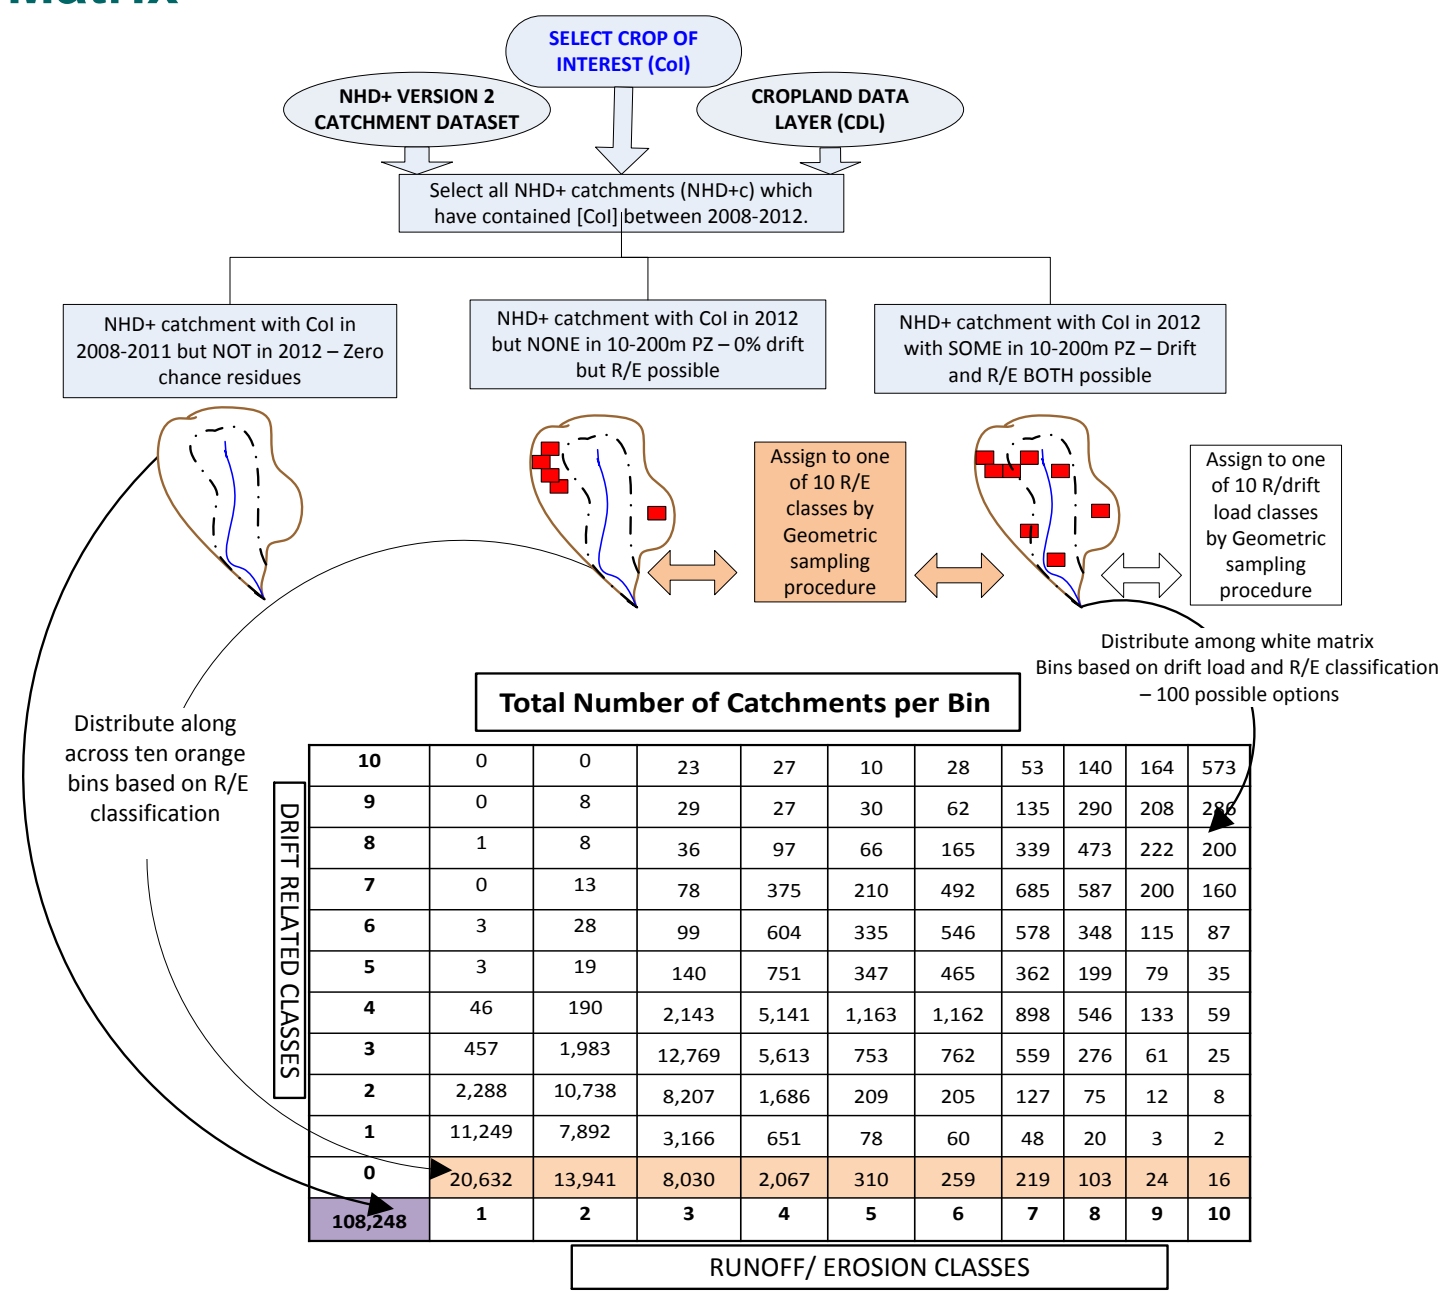 Matrix
SELECT CROP OF
INTEREST (CoI)
NHD+ VERSION 2
CATCHMENT DATASET
CROPLAND DATA
LAYER (CDL)
Select all NHD+ catchments (NHD+c) which
have contained [CoI] between 2008-2012.
NHD+ catchment with CoI in
2008-2011 but NOT in 2012 – Zero
chance residues
NHD+ catchment with CoI in 2012
but NONE in 10-200m PZ – 0% drift
but R/E possible
NHD+ catchment with CoI in 2012
with SOME in 10-200m PZ – Drift
and R/E BOTH possible
Assign to one
of 10 R/E
classes by
Geometric
sampling
procedure
Assign to one
of 10 R/drift
load classes
by Geometric
sampling
procedure
Distribute among white matrix
Bins based on drift load and R/E classification
– 100 possible options
Distribute along
across ten orange
bins based on R/E
classification
Total Number of Catchments per Bin
DRIFT RELATED CLASSES
10 0 0 23 27 10 28 53 140 164 573
9 0 8 29 27 30 62 135 290 208 286
8 1 8 36 97 66 165 339 473 222 200
7 0 13 78 375 210 492 685 587 200 160
6 3 28 99 604 335 546 578 348 115 87
5 3 19 140 751 347 465 362 199 79 35
4 46 190 2,143 5,141 1,163 1,162 898 546 133 59
3 457 1,983 12,769 5,613 753 762 559 276 61 25
2 2,288 10,738 8,207 1,686 209 205 127 75 12 8
1 11,249 7,892 3,166 651 78 60 48 20 3 2
0 20,632 13,941 8,030 2,067 310 259 219 103 24 16
108,248 1 2 3 4 5 6 7 8 9 10
RUNOFF/ EROSION CLASSES